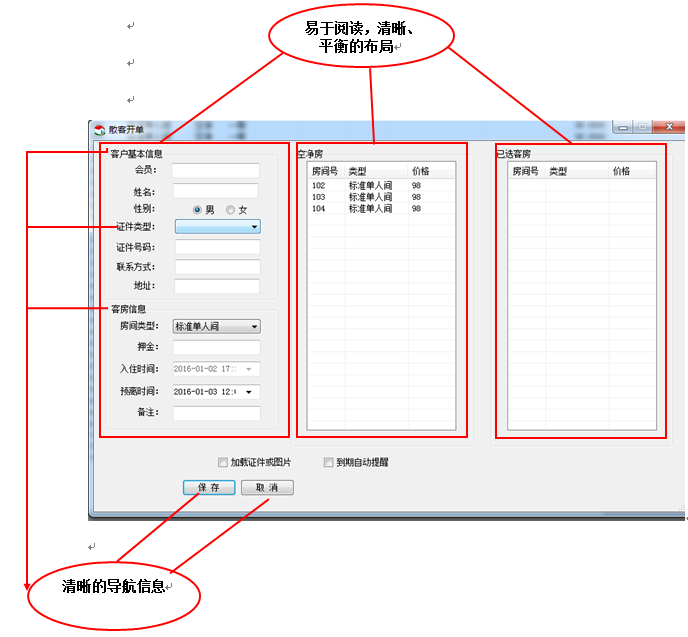 易于阅读，清晰、
平衡的布局
散客开单
客户基本信息
会员：
姓名：
性别：
男
女
证件类型：
证件号码：
联系方式：
地址：
客房信息
房间类型：
标准单人间
押金：
入住时间：
2016-01-02 17:
预离时间：
2016-01-03 12:
备注：
空净房
房间号 类型 价格
102 标准单人间 98
103 标准单人间 98
104 标准单人间 98
已选客房
房间号 类型 价格
加载证件或图片
到期自动提醒
保存
取消
清晰的导航信息